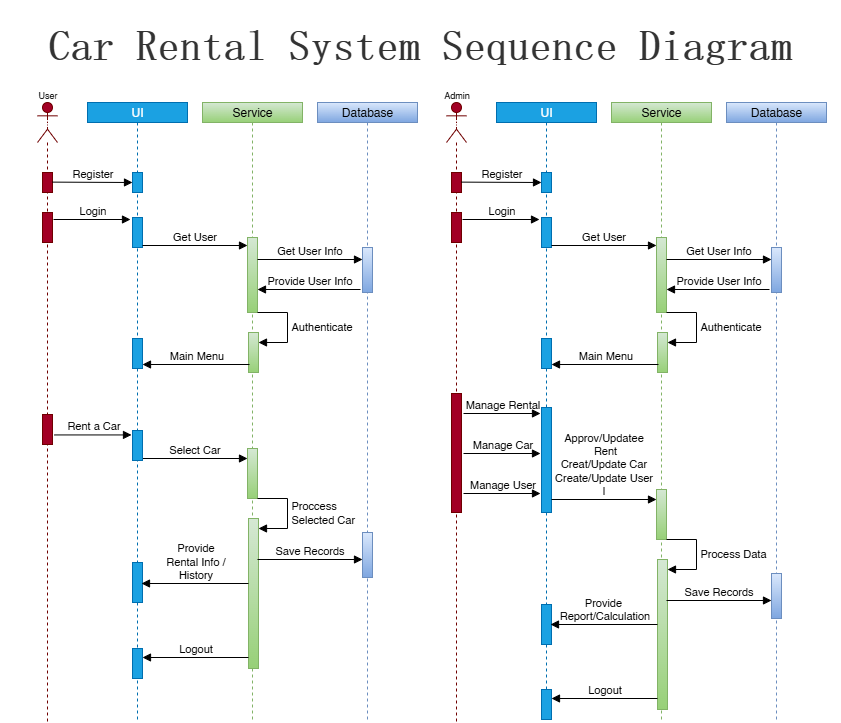 Car Rental System Sequence Diagram
User
UI
Service
Database
Register
Login
Get User
Get User Info
Provide User Info
Authenticate
Main Menu
Rent a Car
Select Car
Proccess
Selected Car
Provide
Rental Info /
History
Save Records
Logout
Admin
UI
Service
Database
Register
Login
Get User
Get User Info
Provide User Info
Authenticate
Main Menu
Manage Rental
Manage Car
Manage User
Approv/Updatee
Rent
Creat/Update Car
Create/Update User
l
Process Data
Save Records
Provide
Report/Calculation
Logout